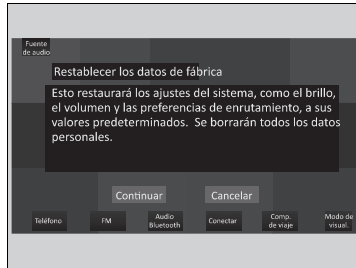 Fuente
de audio
Restablecer los datos de fábrica
Esto restaurará los ajustes del sistema, como el brillo,
el volumen y las preferencias de enrutamiento, a sus
valores predeterminados. Se borrarán todos los datos
personales.
Continuar Cancelar
Teléfono FM Audio Bluetooth Conectar Comp. de viaje Modo de visual.